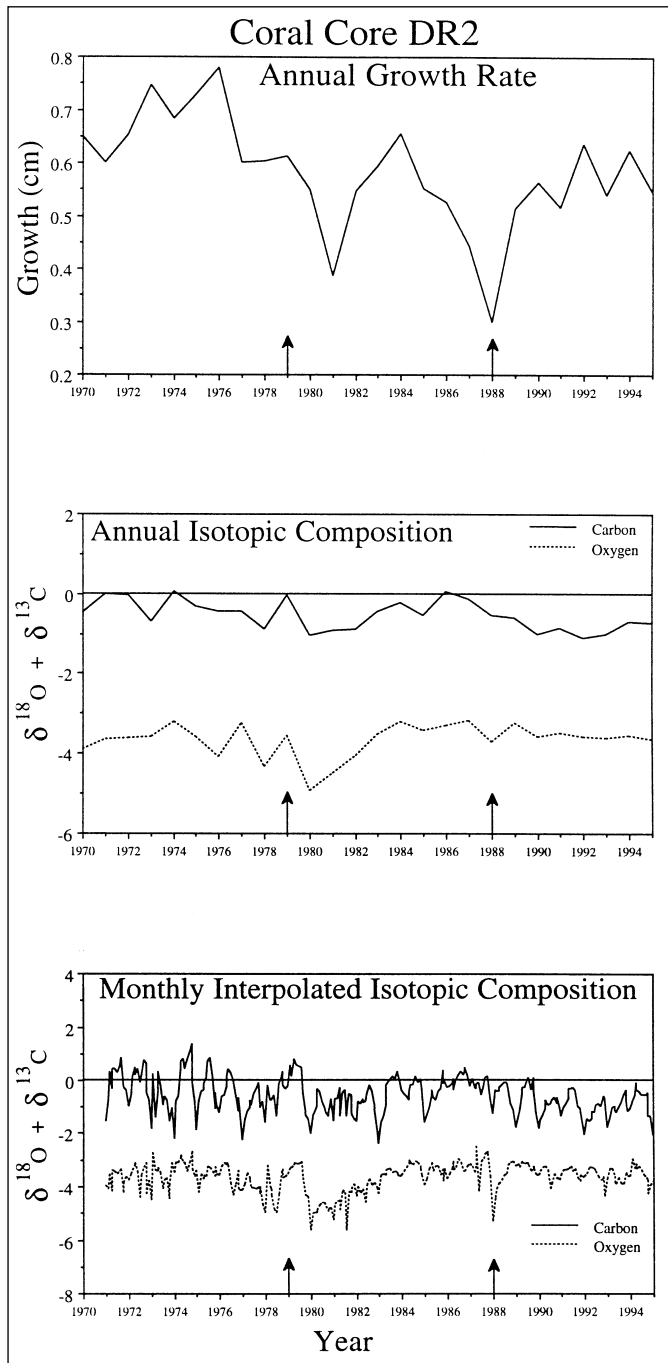 Coral Core DR2
Annual Growth Rate
Growth (cm)
0.8
0.7
0.6
0.5
0.4
0.3
0.2
1970 1972 1974 1976 1978 1980 1982 1984 1986 1988 1990 1992 1994
Annual Isotopic Composition
Carbon
Oxygen
δ 18O + δ 13C
2
0
-2
-4
-6
1970 1972 1974 1976 1978 1980 1982 1984 1986 1988 1990 1992 1994
Monthly Interpolated Isotopic Composition
δ 18O + δ 13C
4
2
0
-2
-4
-6
-8
Carbon
Oxygen
1970 1972 1974 1976 1978 1980 1982 1984 1986 1988 1990 1992 1994
Year